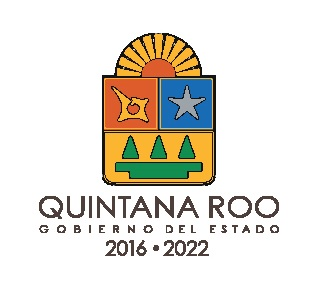 QUINTANA ROO
GOBIERNO DEL ESTADO
2016 • 2022